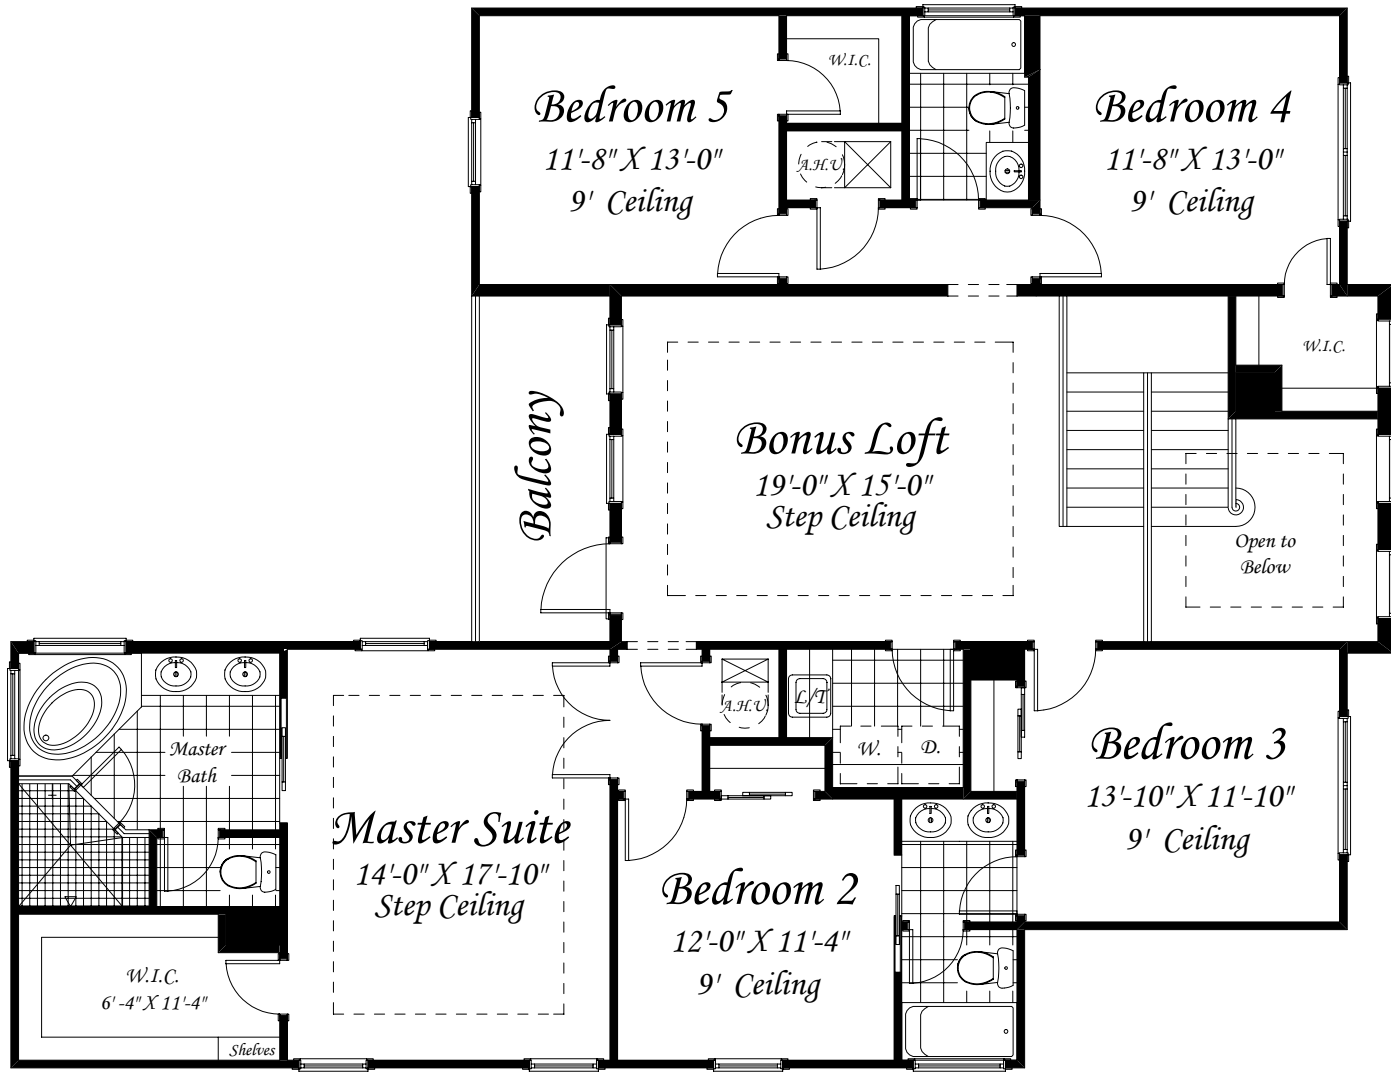 W.I.C.
Bedroom 5
11'-8" X 13'-0"
9' Ceiling
A.H.U
Bedroom 4
11'-8" X 13'-0"
9' Ceiling
W.I.C.
Balcony
Bonus Loft
19'-0" X 15'-0"
Step Ceiling
Open to
Below
Master
Bath
A.H.U
L/T
W.
D.
Bedroom 3
13'-10" X 11'-10"
9' Ceiling
Master Suite
14'-0" X 17'-10"
Step Ceiling
Bedroom 2
12'-0" X 11'-4"
9' Ceiling
W.I.C.
6'-4" X 11'-4"
Shelves